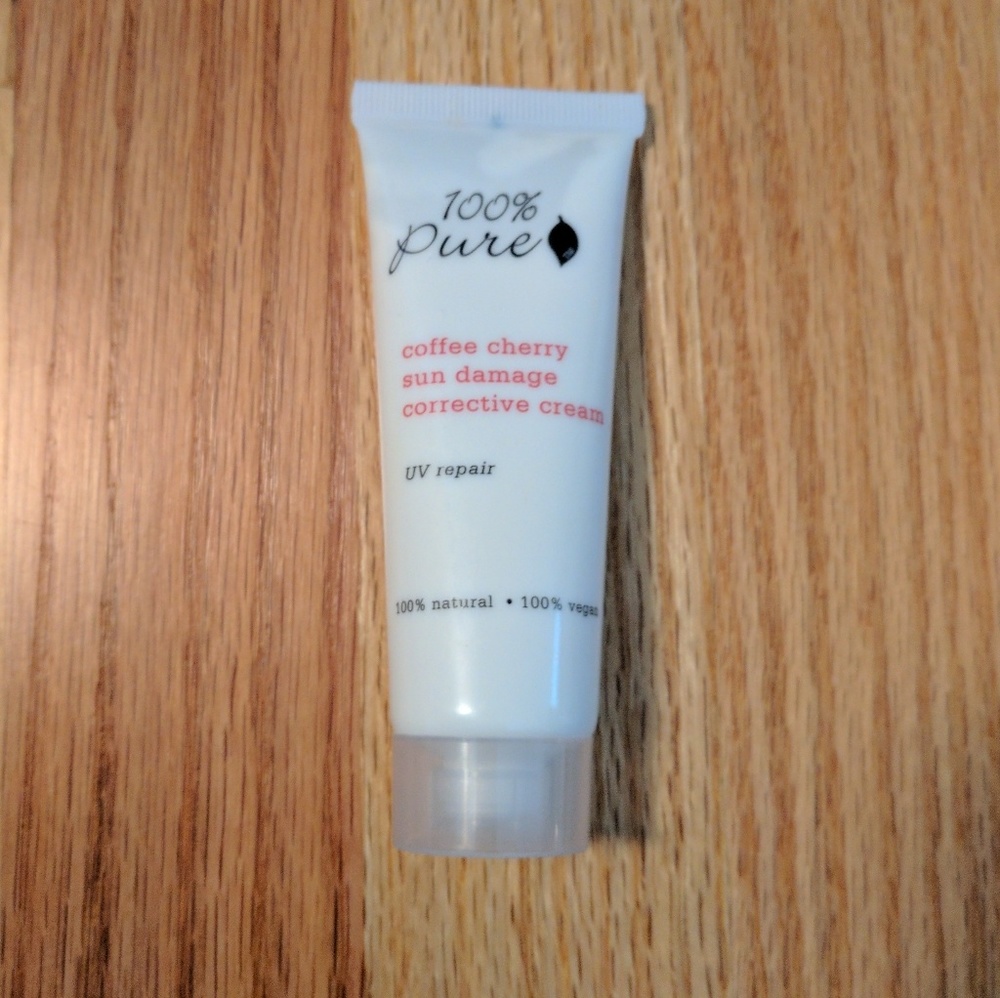 100%
Pure
coffee cherry
sun damage
corrective cream
UV repair
100% natural • 100% vegan